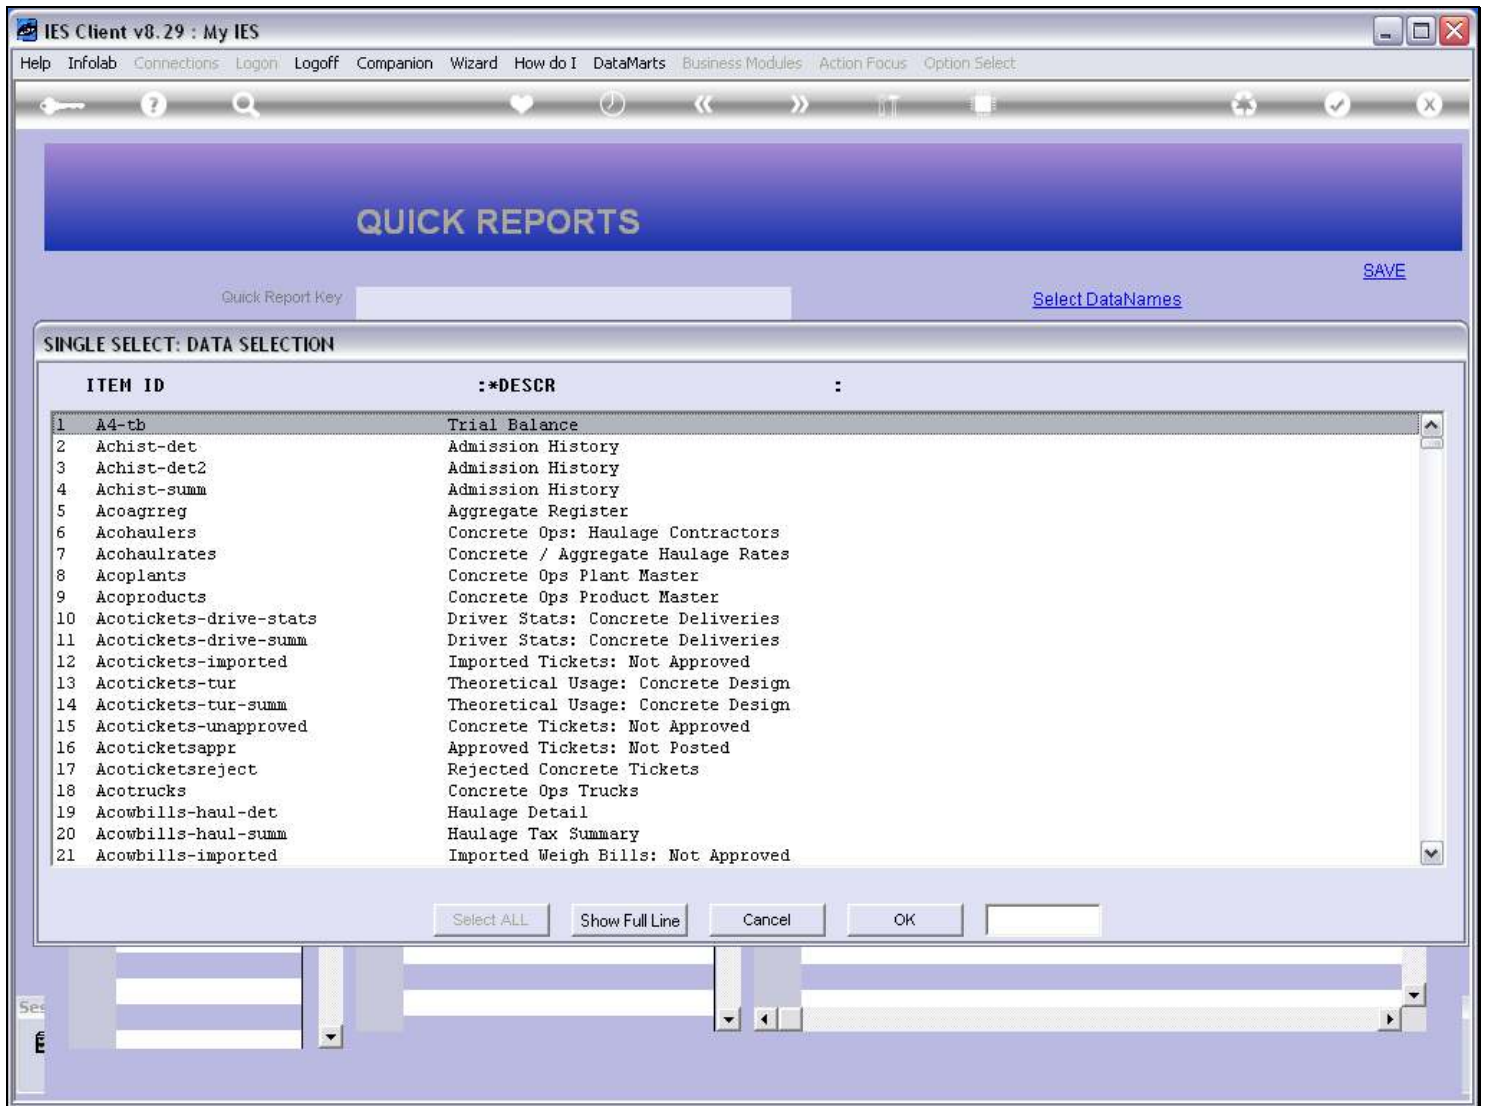 IES Client v8.29 : My IES
Help Infolab Connections Logon Logoff Companion Wizard How do I DataMarts Business Modules Action Focus Option Select
QUICK REPORTS
SAVE
Quick Report Key
Select DataNames
SINGLE SELECT: DATA SELECTION
ITEM ID :*DESCR :
1 A4-tb Trial Balance
2 Achist-det Admission History
3 Achist-det2 Admission History
4 Achist-summ Admission History
5 Acoagrreg Aggregate Register
6 Acohaulers Concrete Ops: Haulage Contractors
7 Acohaulrates Concrete / Aggregate Haulage Rates
8 Acoplants Concrete Ops Plant Master
9 Acoproducts Concrete Ops Product Master
10 Acotickets-drive-stats Driver Stats: Concrete Deliveries
11 Acotickets-drive-summ Driver Stats: Concrete Deliveries
12 Acotickets-imported Imported Tickets: Not Approved
13 Acotickets-tur Theoretical Usage: Concrete Design
14 Acotickets-tur-summ Theoretical Usage: Concrete Design
15 Acotickets-unapproved Concrete Tickets: Not Approved
16 Acoticketsappr Approved Tickets: Not Posted
17 Acoticketsreject Rejected Concrete Tickets
18 Acotrucks Concrete Ops Trucks
19 Acowbills-haul-det Haulage Detail
20 Acowbills-haul-summ Haulage Tax Summary
21 Acowbills-imported Imported Weigh Bills: Not Approved
Select ALL Show Full Line Cancel OK